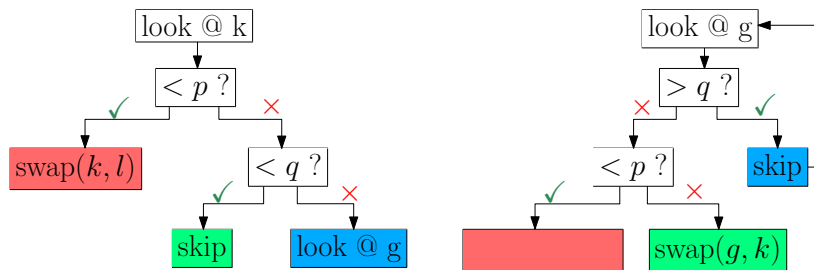 look @ k
< p ?
swap(k, l)
< q ?
skip
look @ g
look @ g
> q ?
< p ?
skip
swap(g, k)